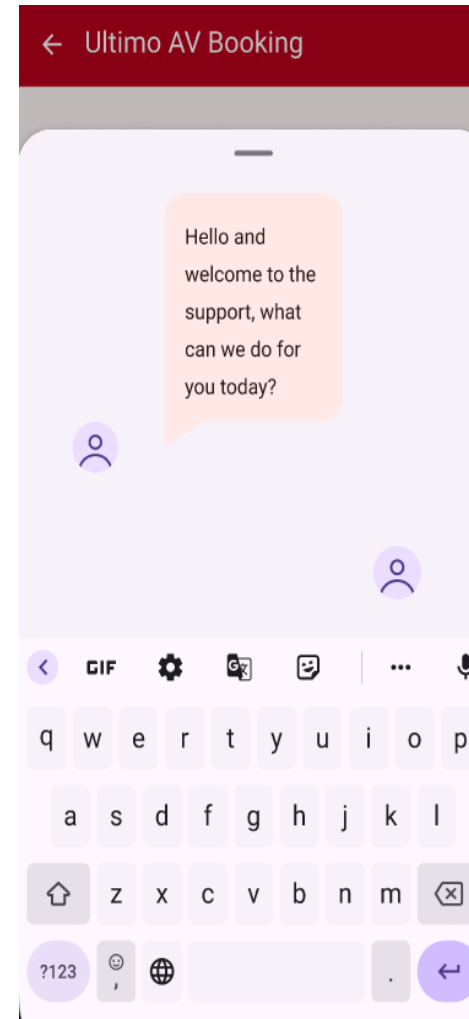 Ultimo AV Booking
Hello and
welcome to the
support, what
can we do for
you today?
GIF
q w e r t y u i o p
a s d f g h j k l
z x c v b n m
?123 , .